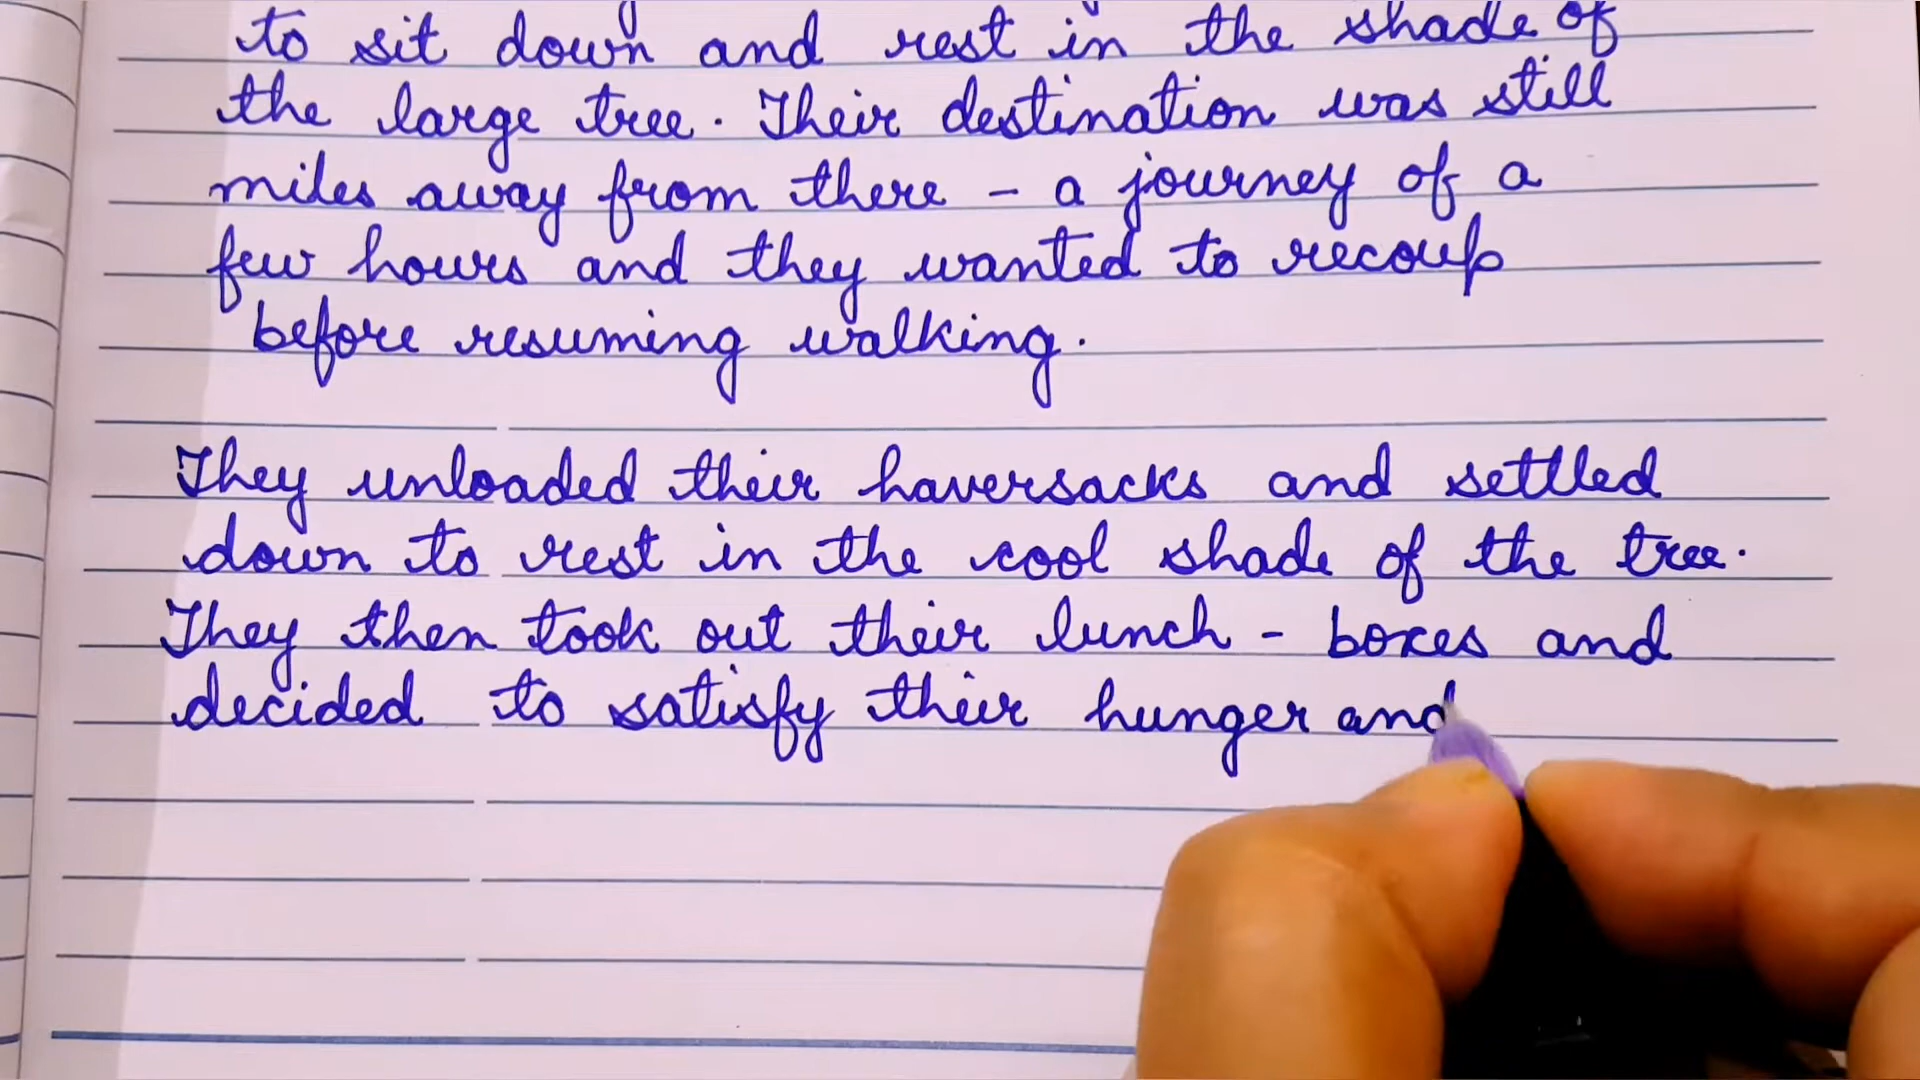 to sit down and rest in the shade of
the large tree. Their destination was still
miles away from there - a journey of a
few hours and they wanted to recoup
before resuming walking.
They unloaded their haversacks and settled
down to rest in the cool shade of the tree.
They then took out their lunch - boxes and
decided to satisfy their hunger and